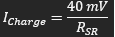 I_Charge = 40 mV / R_SR